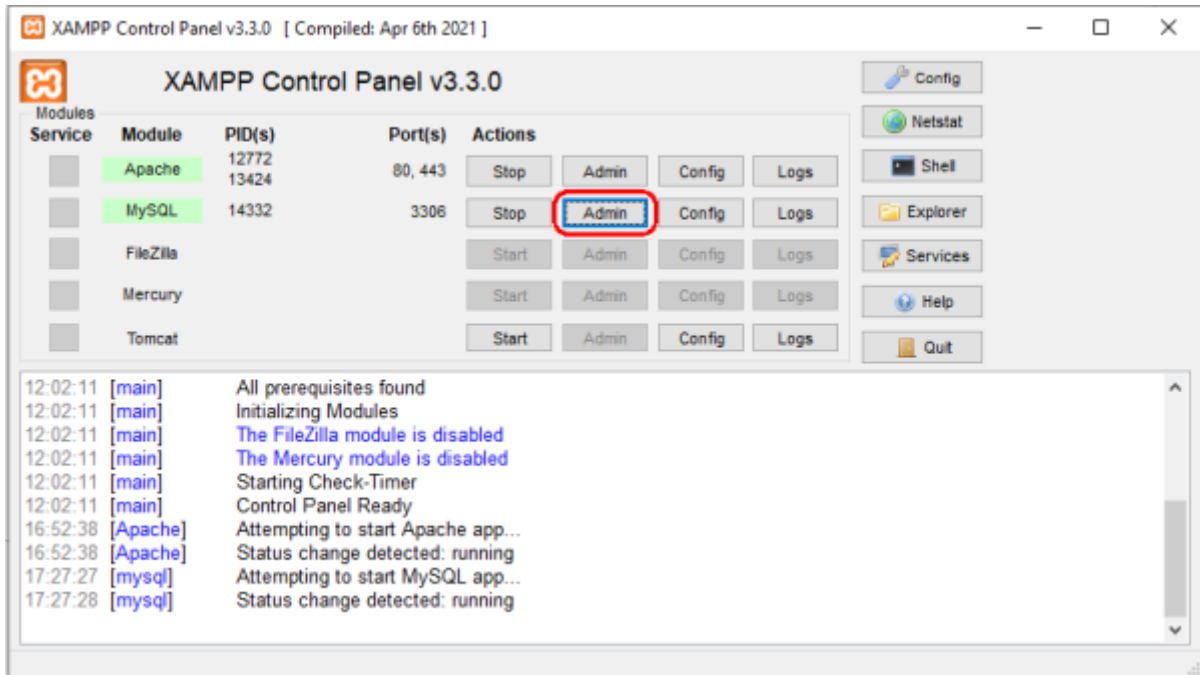 XAMPP Control Panel v3.3.0 [ Compiled: Apr 6th 2021 ]
XAMPP Control Panel v3.3.0
Config
Modules
Service Module PID(s) Port(s) Actions
Netstat
Apache 12772 13424 80, 443 Stop Admin Config Logs
Shell
MySQL 14332 3306 Stop Admin Config Logs
Explorer
FileZilla Start Admin Config Logs
Services
Mercury Start Admin Config Logs
Help
Tomcat Start Admin Config Logs
Quit
12:02:11 [main] All prerequisites found
12:02:11 [main] Initializing Modules
12:02:11 [main] The FileZilla module is disabled
12:02:11 [main] The Mercury module is disabled
12:02:11 [main] Starting Check-Timer
12:02:11 [main] Control Panel Ready
16:52:38 [Apache] Attempting to start Apache app...
16:52:38 [Apache] Status change detected: running
17:27:27 [mysql] Attempting to start MySQL app...
17:27:28 [mysql] Status change detected: running